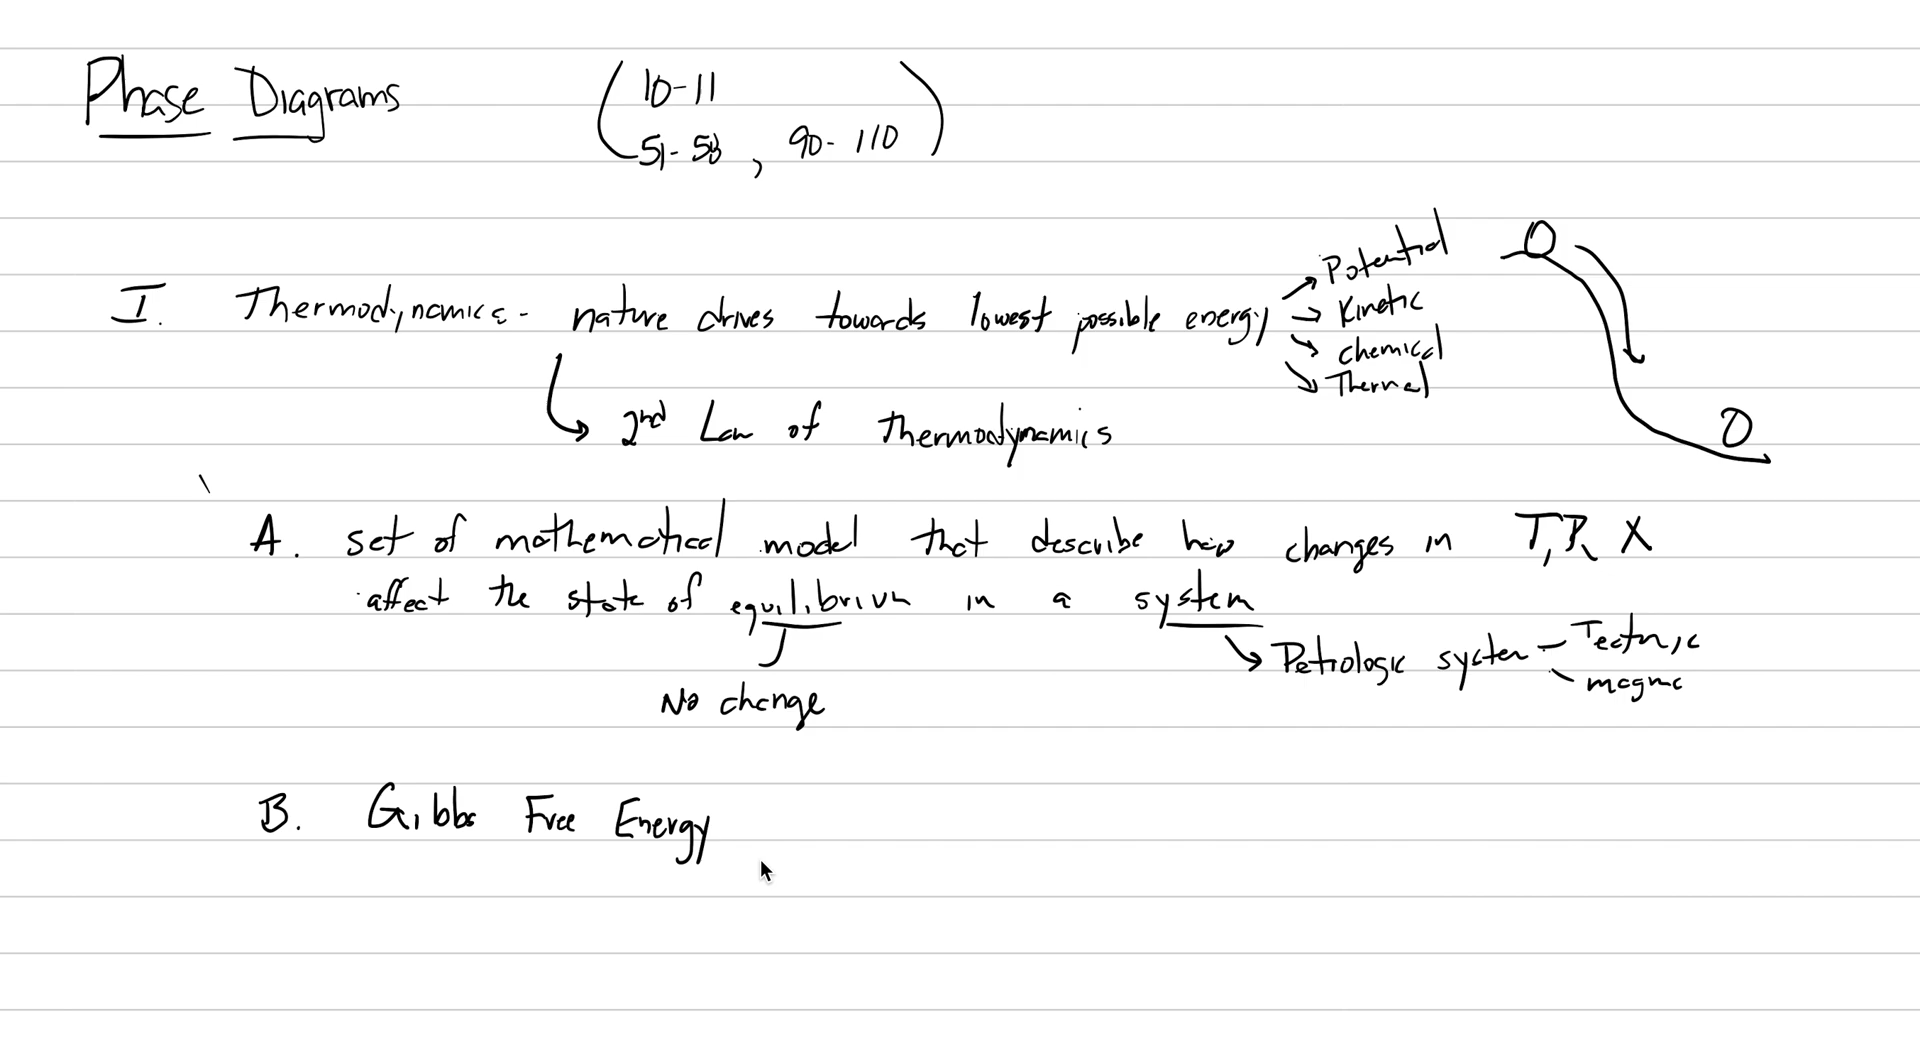 Phase Diagrams
(10-11
51-58, 90-110)
I. Thermodynamics - nature drives towards lowest possible energy
→ Potential
→ Kinetic
→ chemical
→ Thermal
→ 2nd Law of thermodynamics
A. set of mathematical model that describe how changes in T, P, X
affect the state of equilibrium in a system
No change
→ Petrologic system - Tectonic
- magma
B. Gibbs Free Energy